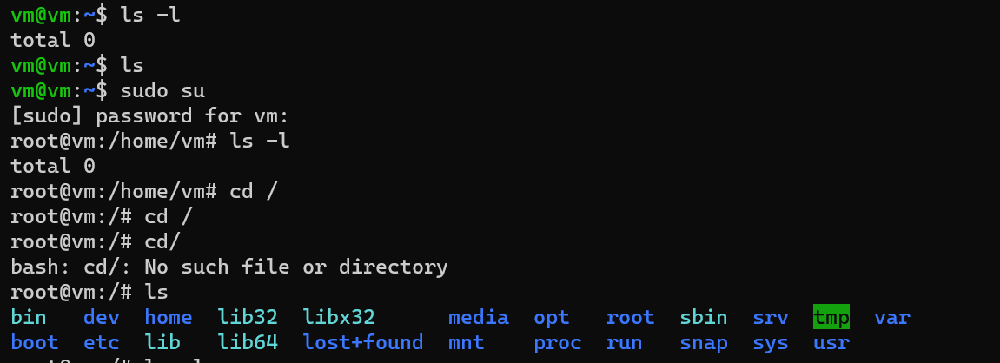 vm@vm:~$ ls -l
total 0
vm@vm:~$ ls
vm@vm:~$ sudo su
[sudo] password for vm:
root@vm:/home/vm# ls -l
total 0
root@vm:/home/vm# cd /
root@vm:/# cd /
root@vm:/# cd/
bash: cd/: No such file or directory
root@vm:/# ls
bin dev home lib32 libx32 media opt root sbin srv tmp var
boot etc lib lib64 lost+found mnt proc run snap sys usr